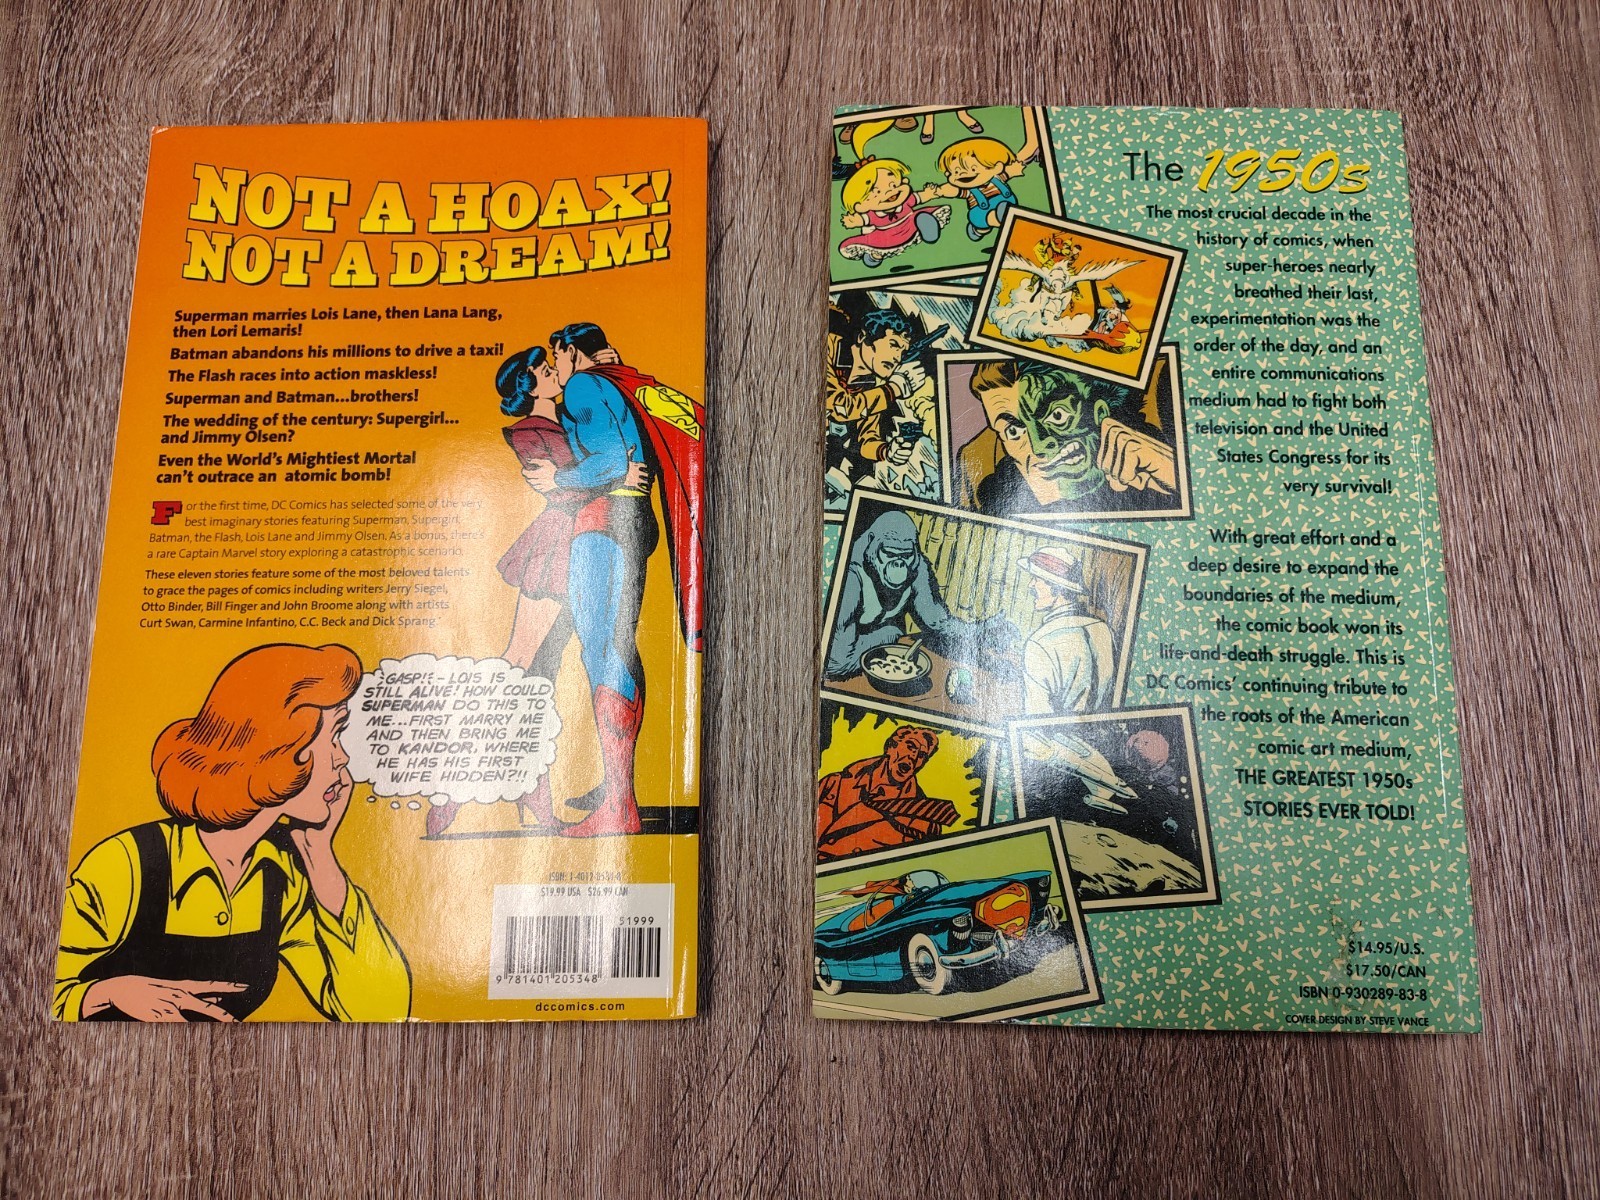 NOT A HOAX!
NOT A DREAM!
Superman marries Lois Lane, then Lana Lang,
then Lori Lemaris!
Batman abandons his millions to drive a taxi!
The Flash races into action maskless!
Superman and Batman...brothers!
The wedding of the century: Supergirl...
and Jimmy Olsen?
Even the World's Mightiest Mortal
can't outrace an atomic bomb!
For the first time, DC Comics has selected some of the very
best imaginary stories featuring Superman, Supergirl,
Batman, the Flash, Lois Lane and Jimmy Olsen. As a bonus, there's
a rare Captain Marvel story exploring a catastrophic scenario.
These eleven stories feature some of the most beloved talents
to grace the pages of comics including writers Jerry Siegel,
Otto Binder, Bill Finger and John Broome along with artists
Curt Swan, Carmine Infantino, C.C. Beck and Dick Sprang.
GASP! - LOIS IS
STILL ALIVE! HOW COULD
SUPERMAN DO THIS TO
ME...FIRST MARRY ME
AND THEN BRING ME
TO KANDOR, WHERE
HE HAS HIS FIRST
WIFE HIDDEN?!!
ISBN:
$19.99 USA $26.99 CAN
51999
9 781401 205348
dccomics.com
The 1950s
The most crucial decade in the
history of comics, when
super-heroes nearly
breathed their last,
experimentation was the
order of the day, and an
entire communications
medium had to fight both
television and the United
States Congress for its
very survival!
With great effort and a
deep desire to expand the
boundaries of the medium,
the comic book won its
life-and-death struggle. This is
DC Comics' continuing tribute to
the roots of the American
comic art medium,
THE GREATEST 1950s
STORIES EVER TOLD!
$14.95/U.S.
$17.50/CAN
ISBN 0-930289-83-8
COVER DESIGN BY STEVE VANCE